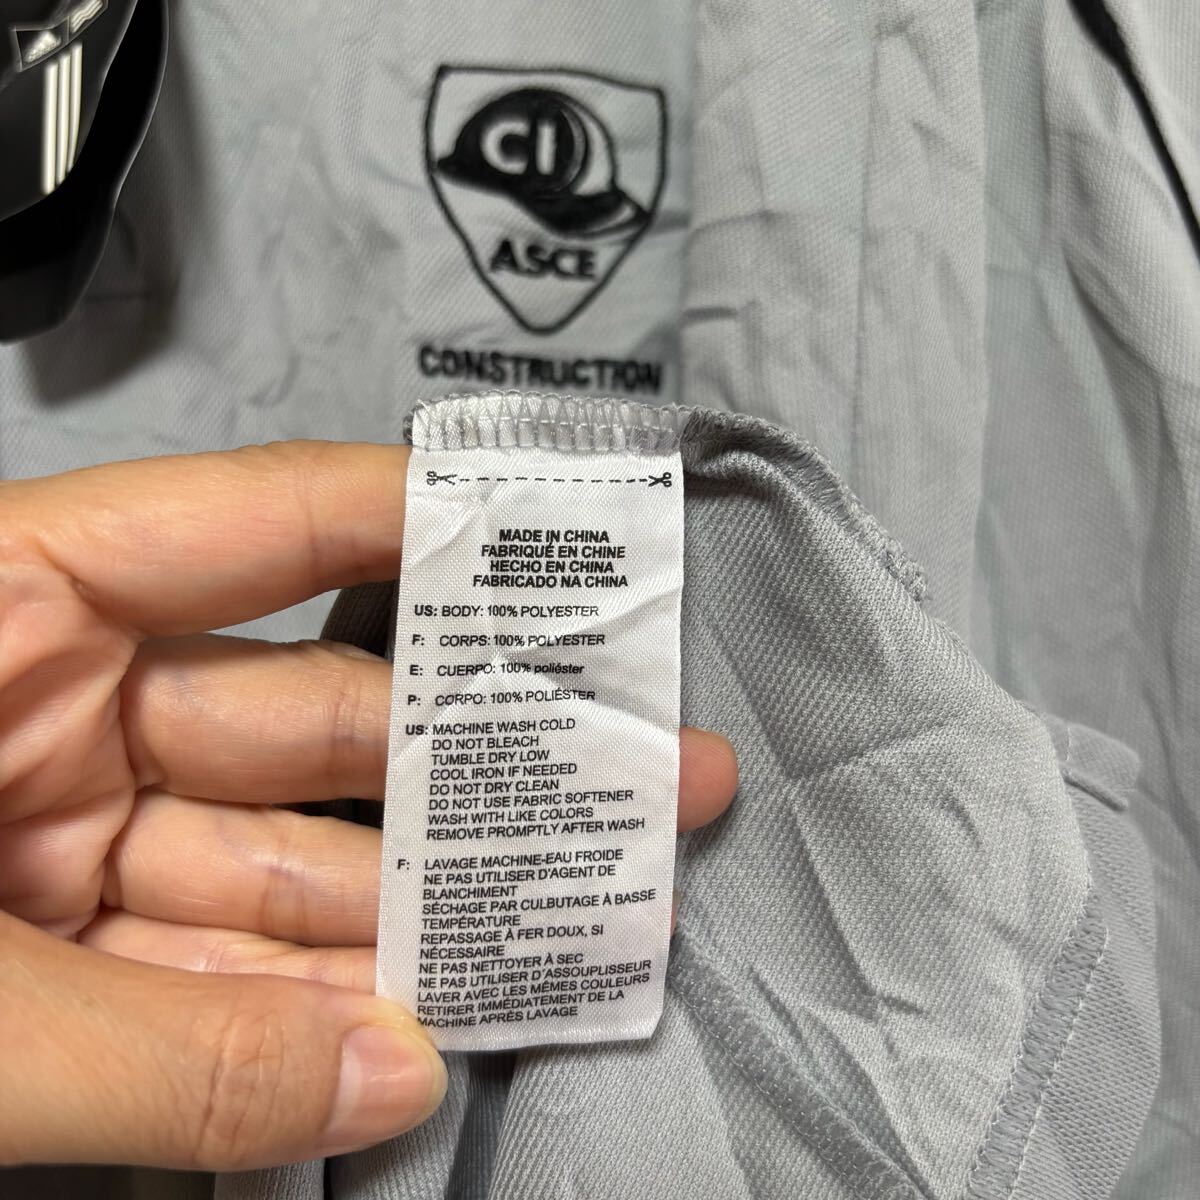 CI
ASCE
CONSTRUCTION
MADE IN CHINA
FABRIQUÉ EN CHINE
HECHO EN CHINA
FABRICADO NA CHINA
US: BODY: 100% POLYESTER
F: CORPS: 100% POLYESTER
E: CUERPO: 100% poliéster
P: CORPO: 100% POLIÉSTER
US: MACHINE WASH COLD
DO NOT BLEACH
TUMBLE DRY LOW
COOL IRON IF NEEDED
DO NOT DRY CLEAN
DO NOT USE FABRIC SOFTENER
WASH WITH LIKE COLORS
REMOVE PROMPTLY AFTER WASH
F: LAVAGE MACHINE-EAU FROIDE
NE PAS UTILISER D'AGENT DE
BLANCHIMENT
SÉCHAGE PAR CULBUTAGE À BASSE
TEMPÉRATURE
REPASSAGE À FER DOUX, SI
NÉCESSAIRE
NE PAS NETTOYER À SEC
NE PAS UTILISER D'ASSOUPLISSEUR
LAVER AVEC LES MÊMES COULEURS
RETIRER IMMÉDIATEMENT DE LA
MACHINE APRÈS LAVAGE